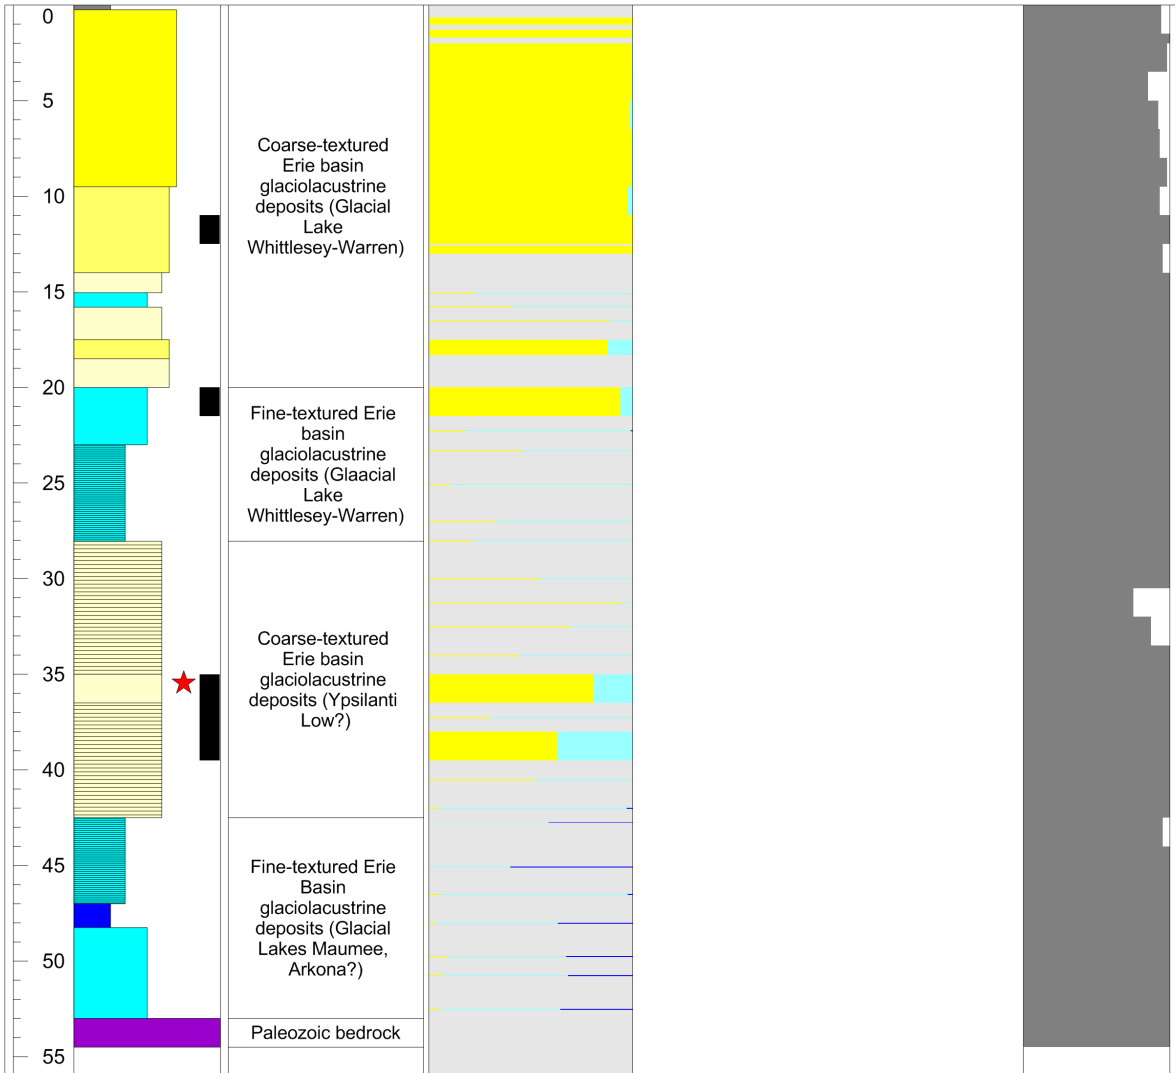 0
5
Coarse-textured
Erie basin
glaciolacustrine
deposits (Glacial
Lake
Whittlesey-Warren)
10
15
20
Fine-textured Erie
basin
glaciolacustrine
deposits (Glaacial
Lake
Whittlesey-Warren)
25
30
Coarse-textured
Erie basin
glaciolacustrine
deposits (Ypsilanti
Low?)
35
40
45
Fine-textured Erie
Basin
glaciolacustrine
deposits (Glacial
Lakes Maumee,
Arkona?)
50
Paleozoic bedrock
55